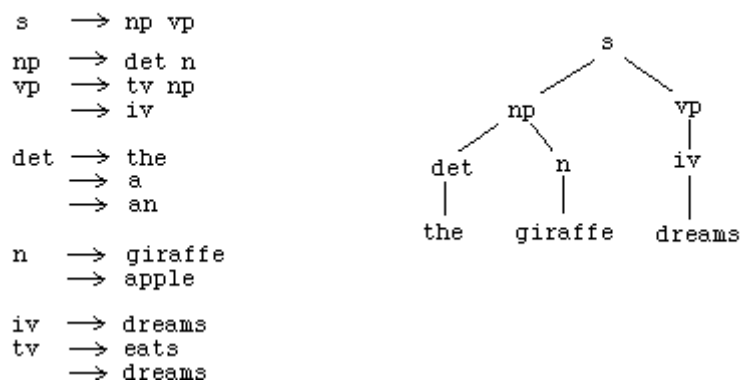 s → np vp
np → det n
vp → tv np
→ iv
det → the
→ a
→ an
n → giraffe
→ apple
iv → dreams
tv → eats
→ dreams
s
np vp
det n iv
the giraffe dreams